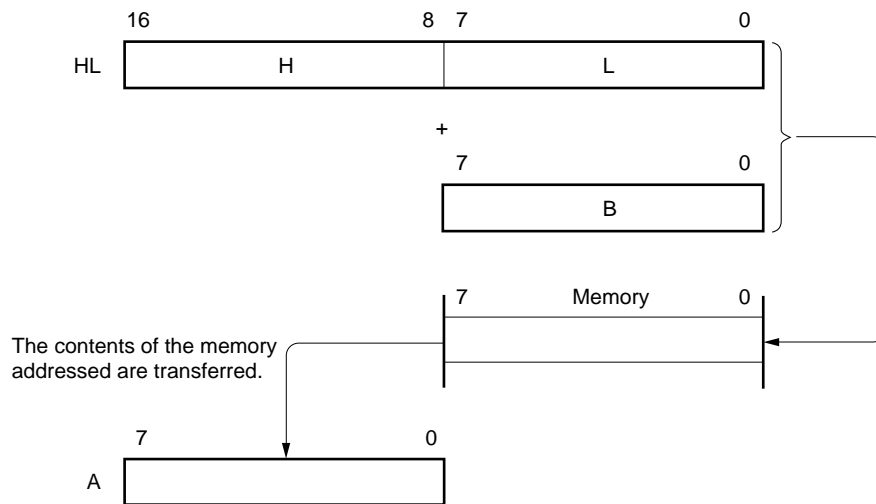 16 8 7 0
HL H L
+
7 0
B
7 Memory 0
The contents of the memory
addressed are transferred.
7 0
A